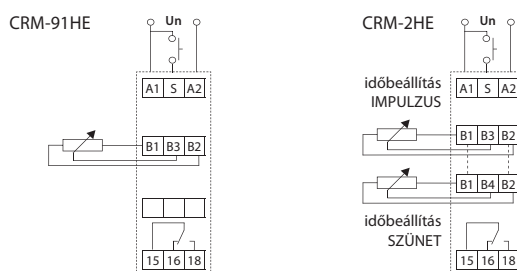 CRM-91HE
Un
A1 S A2
B1 B3 B2
15 16 18
CRM-2HE
Un
időbeállítás
IMPULZUS
A1 S A2
B1 B3 B2
B1 B4 B2
időbeállítás
SZÜNET
15 16 18